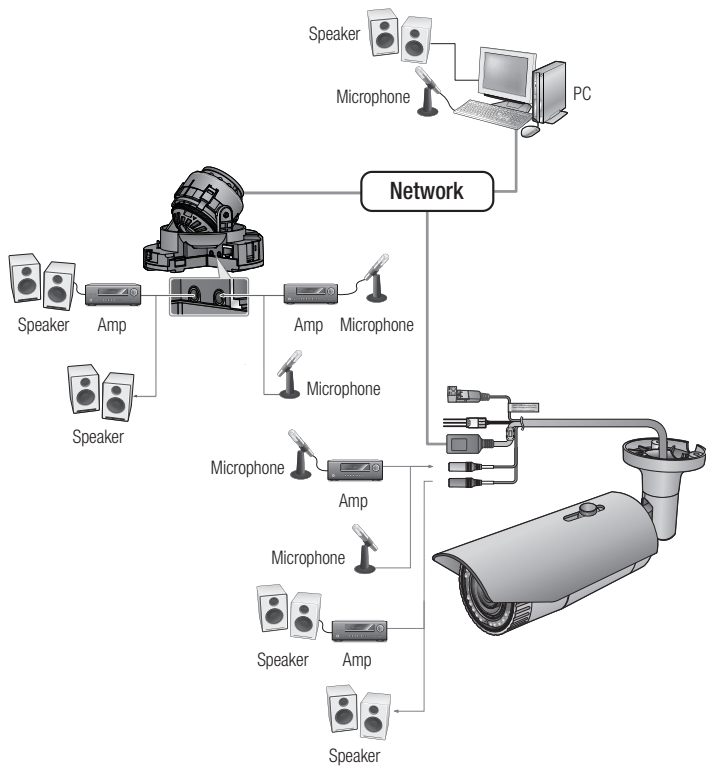 Speaker
Microphone
PC
Network
Speaker
Amp
Amp
Microphone
Speaker
Microphone
Microphone
Amp
Microphone
Speaker
Amp
Speaker